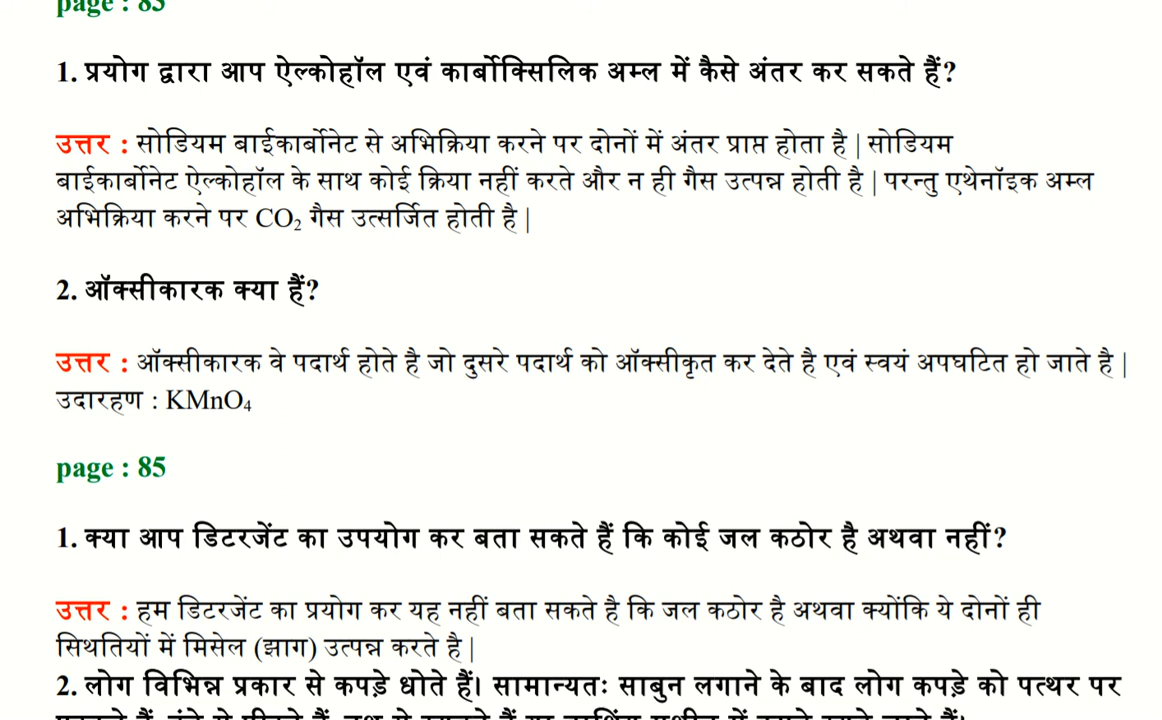 page : 83
1. प्रयोग द्वारा आप ऐल्कोहॉल एवं कार्बोक्सिलिक अम्ल में कैसे अंतर कर सकते हैं?
उत्तर : सोडियम बाईकार्बोनेट से अभिक्रिया करने पर दोनों में अंतर प्राप्त होता है | सोडियम
बाईकार्बोनेट ऐल्कोहॉल के साथ कोई क्रिया नहीं करते और न ही गैस उत्पन्न होती है | परन्तु एथेनॉइक अम्ल
अभिक्रिया करने पर CO₂ गैस उत्सर्जित होती है |
2. ऑक्सीकारक क्या हैं?
उत्तर : ऑक्सीकारक वे पदार्थ होते है जो दुसरे पदार्थ को ऑक्सीकृत कर देते है एवं स्वयं अपघटित हो जाते है |
उदारहण : KMnO₄
page : 85
1. क्या आप डिटरजेंट का उपयोग कर बता सकते हैं कि कोई जल कठोर है अथवा नहीं?
उत्तर : हम डिटरजेंट का प्रयोग कर यह नहीं बता सकते है कि जल कठोर है अथवा क्योंकि ये दोनों ही
सिथतियों में मिसेल (झाग) उत्पन्न करते है |
2. लोग विभिन्न प्रकार से कपड़े धोते हैं। सामान्यतः साबुन लगाने के बाद लोग कपड़े को पत्थर पर